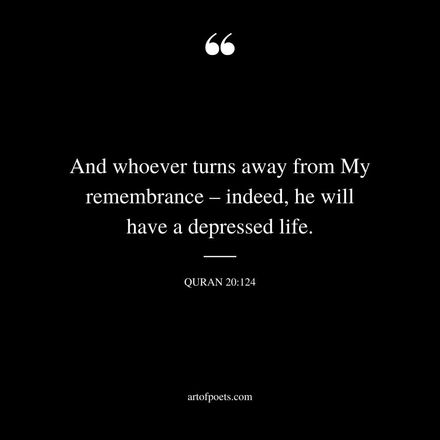 “
And whoever turns away from My
remembrance – indeed, he will
have a depressed life.
QURAN 20:124
artofpoets.com